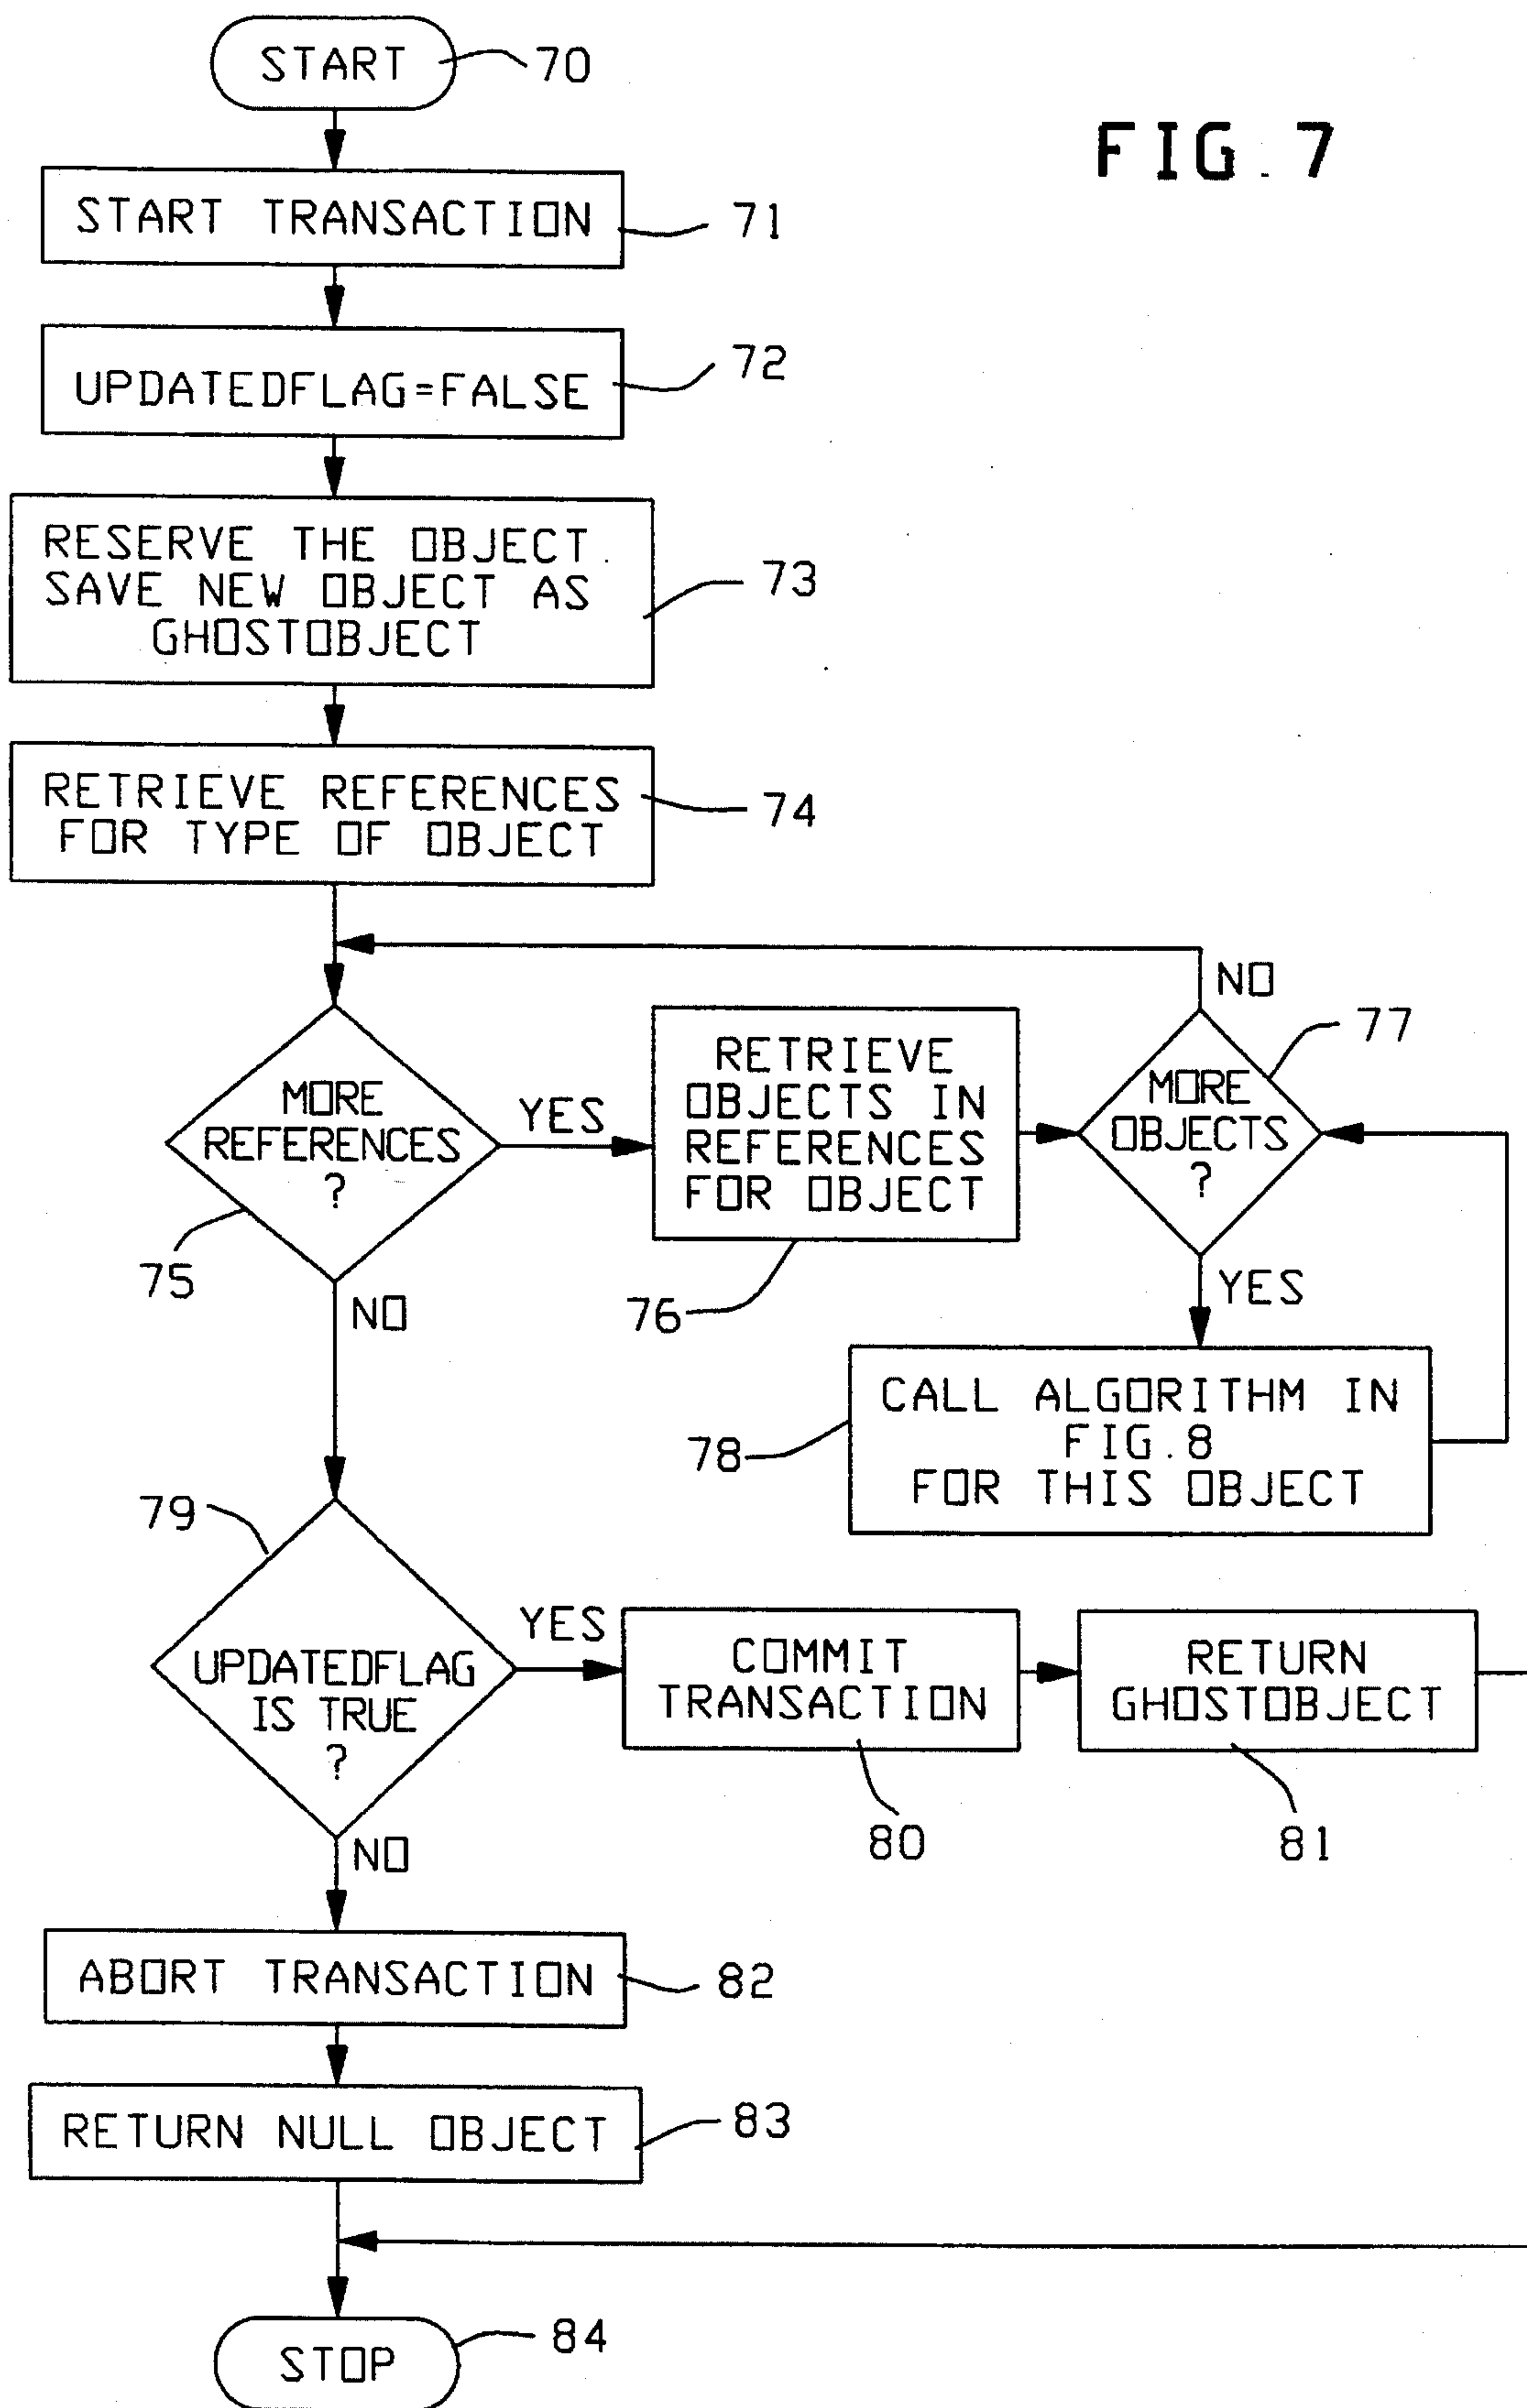 START
70
FIG. 7
START TRANSACTION
71
UPDATEDFLAG=FALSE
72
RESERVE THE OBJECT
SAVE NEW OBJECT AS
GHOSTOBJECT
73
RETRIEVE REFERENCES
FOR TYPE OF OBJECT
74
MORE
REFERENCES
?
75
YES
NO
RETRIEVE
OBJECTS IN
REFERENCES
FOR OBJECT
76
NO
MORE
OBJECTS
?
77
YES
CALL ALGORITHM IN
FIG.8
FOR THIS OBJECT
78
79
UPDATEDFLAG
IS TRUE
?
YES
COMMIT
TRANSACTION
80
RETURN
GHOSTOBJECT
81
NO
ABORT TRANSACTION
82
RETURN NULL OBJECT
83
STOP
84